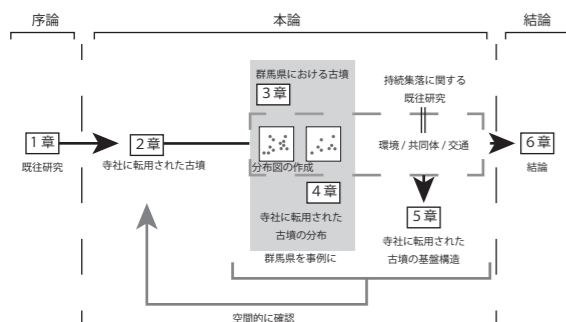 序論
本論
結論
群馬県における古墳
3章
持続集落に関する
既往研究
1章
既往研究
2章
寺社に転用された古墳
環境 / 共同体 / 交通
6章
結論
分布図の作成
4章
寺社に転用された
古墳の分布
5章
寺社に転用された
古墳の基盤構造
群馬県を事例に
空間的に確認